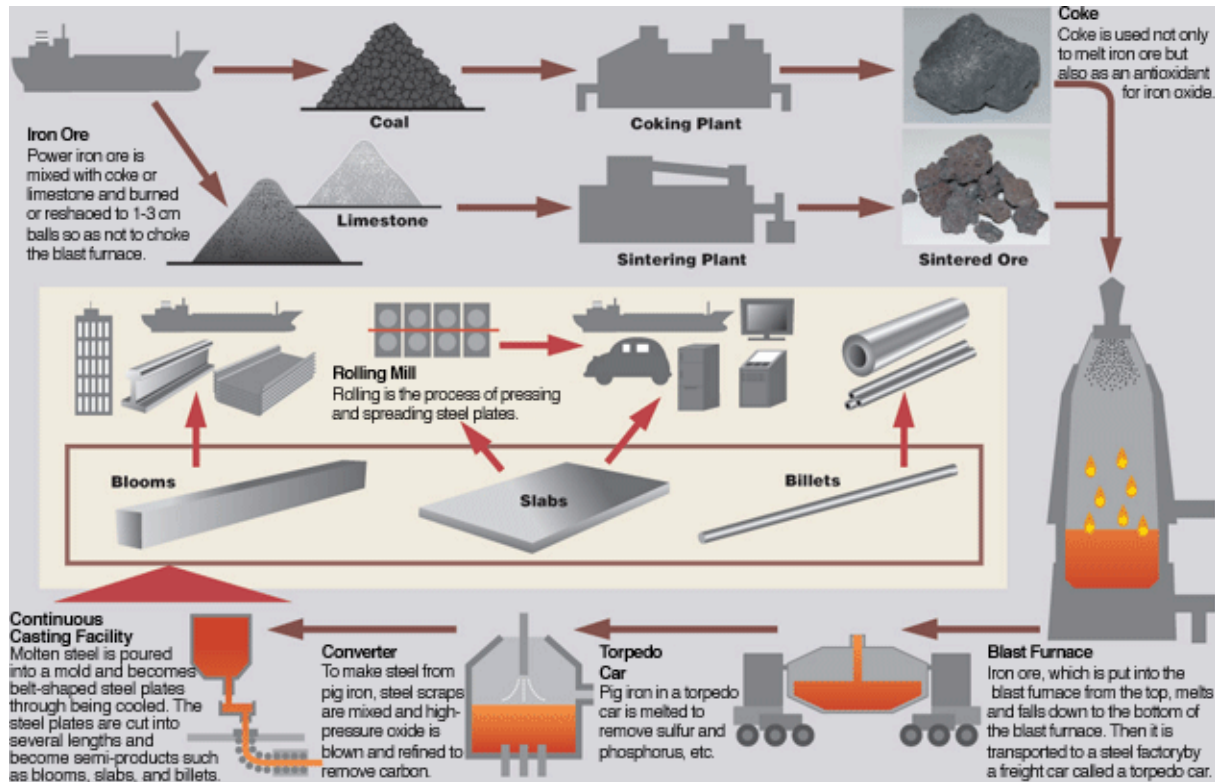 Coke
Coke is used not only
to melt iron ore but
also as an antioxidant
for iron oxide.
Coal
Coking Plant
Iron Ore
Power iron ore is
mixed with coke or
limestone and burned
or reshaoed to 1-3 cm
balls so as not to choke
the blast furnace.
Limestone
Sintering Plant
Sintered Ore
Rolling Mill
Rolling is the process of pressing
and spreading steel plates.
Blooms
Slabs
Billets
Continuous
Casting Facility
Molten steel is poured
into a mold and becomes
belt-shaped steel plates
through being cooled. The
steel plates are cut into
several lengths and
become semi-products such
as blooms, slabs, and billets.
Converter
To make steel from
pig iron, steel scraps
are mixed and high-
pressure oxide is
blown and refined to
remove carbon.
Torpedo
Car
Pig iron in a torpedo
car is melted to
remove sulfur and
phosphorus, etc.
Blast Furnace
Iron ore, which is put into the
blast furnace from the top, melts
and falls down to the bottom of
the blast furnace. Then it is
transported to a steel factoryby
a freight car called a torpedo car.